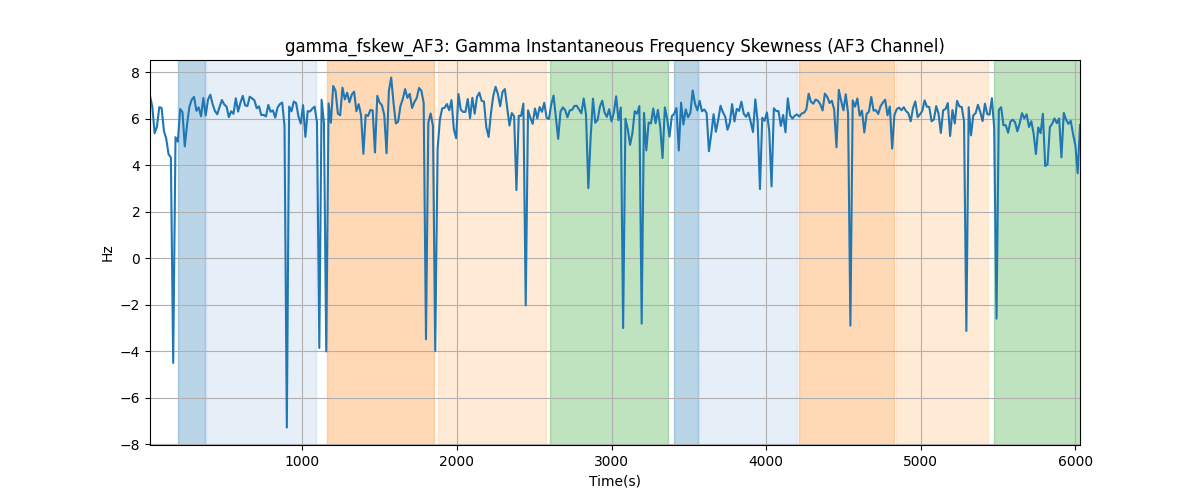 gamma_fskew_AF3: Gamma Instantaneous Frequency Skewness (AF3 Channel)
8
6
4
2
0
−2
−4
−6
−8
Hz
1000 2000 3000 4000 5000 6000
Time(s)